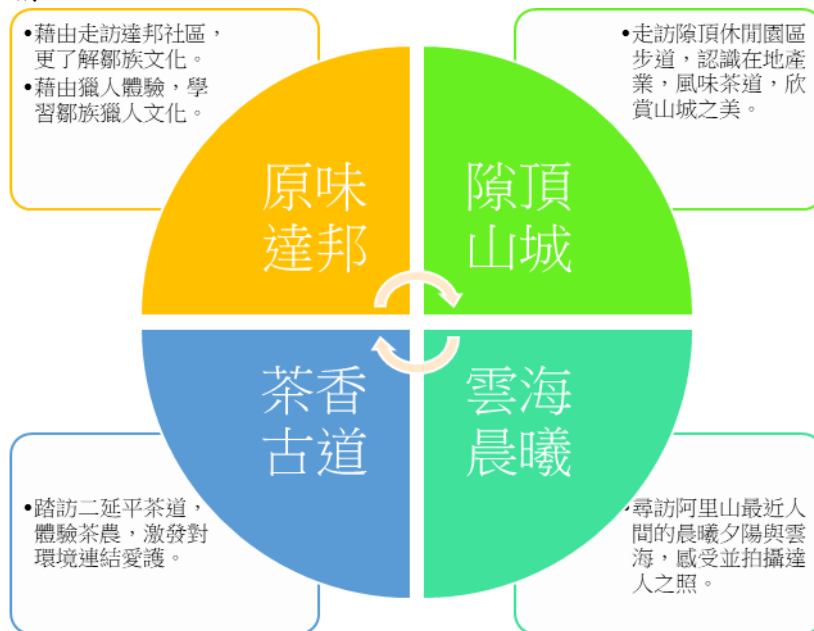 •藉由走訪達邦社區，
更了解鄒族文化。
•藉由獵人體驗，學
習鄒族獵人文化。
•走訪隙頂休閒園區
步道，認識在地產
業，風味茶道，欣
賞山城之美。
原味
達邦
隙頂
山城
茶香
古道
雲海
晨曦
•踏訪二延平茶道，
體驗茶農，激發對
環境連結愛護。
•尋訪阿里山最近人
間的晨曦夕陽與雲
海，感受並拍攝達
人之照。